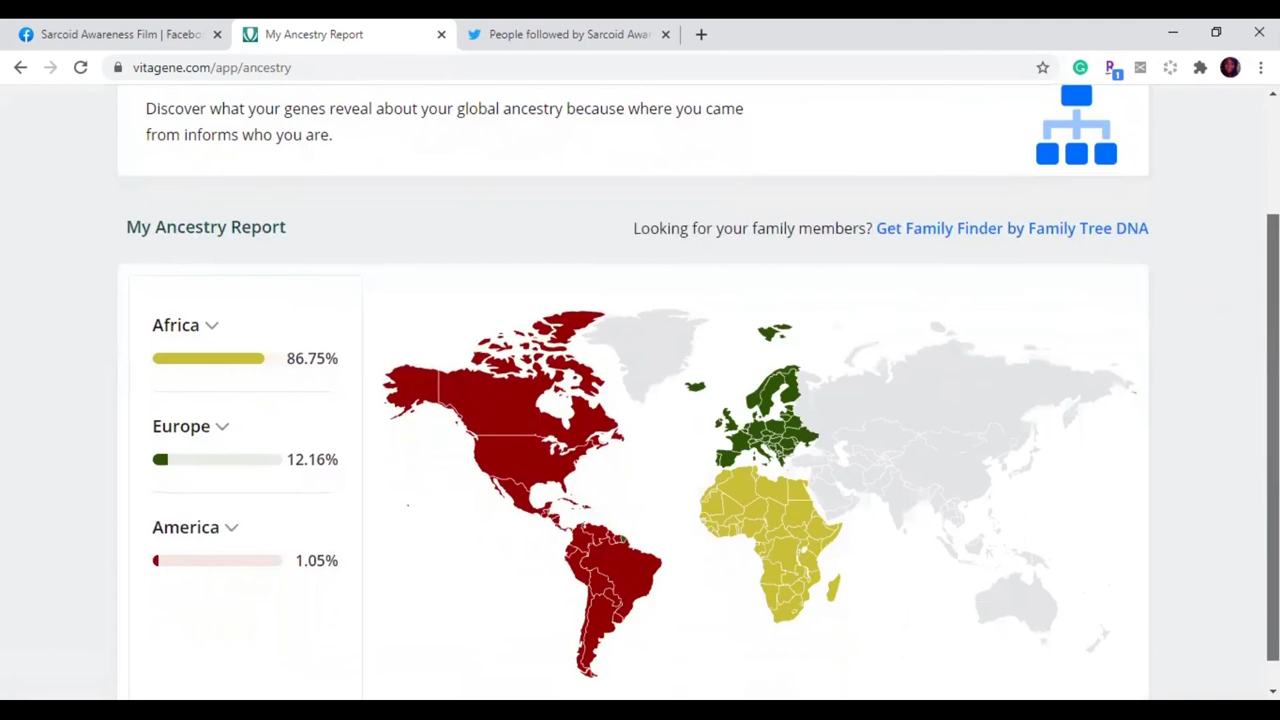 Sarcoid Awareness Film | Facebo
My Ancestry Report
People followed by Sarcoid Awa
vitagene.com/app/ancestry
1
Discover what your genes reveal about your global ancestry because where you came
from informs who you are.
My Ancestry Report
Looking for your family members? Get Family Finder by Family Tree DNA
Africa
86.75%
Europe
12.16%
America
1.05%